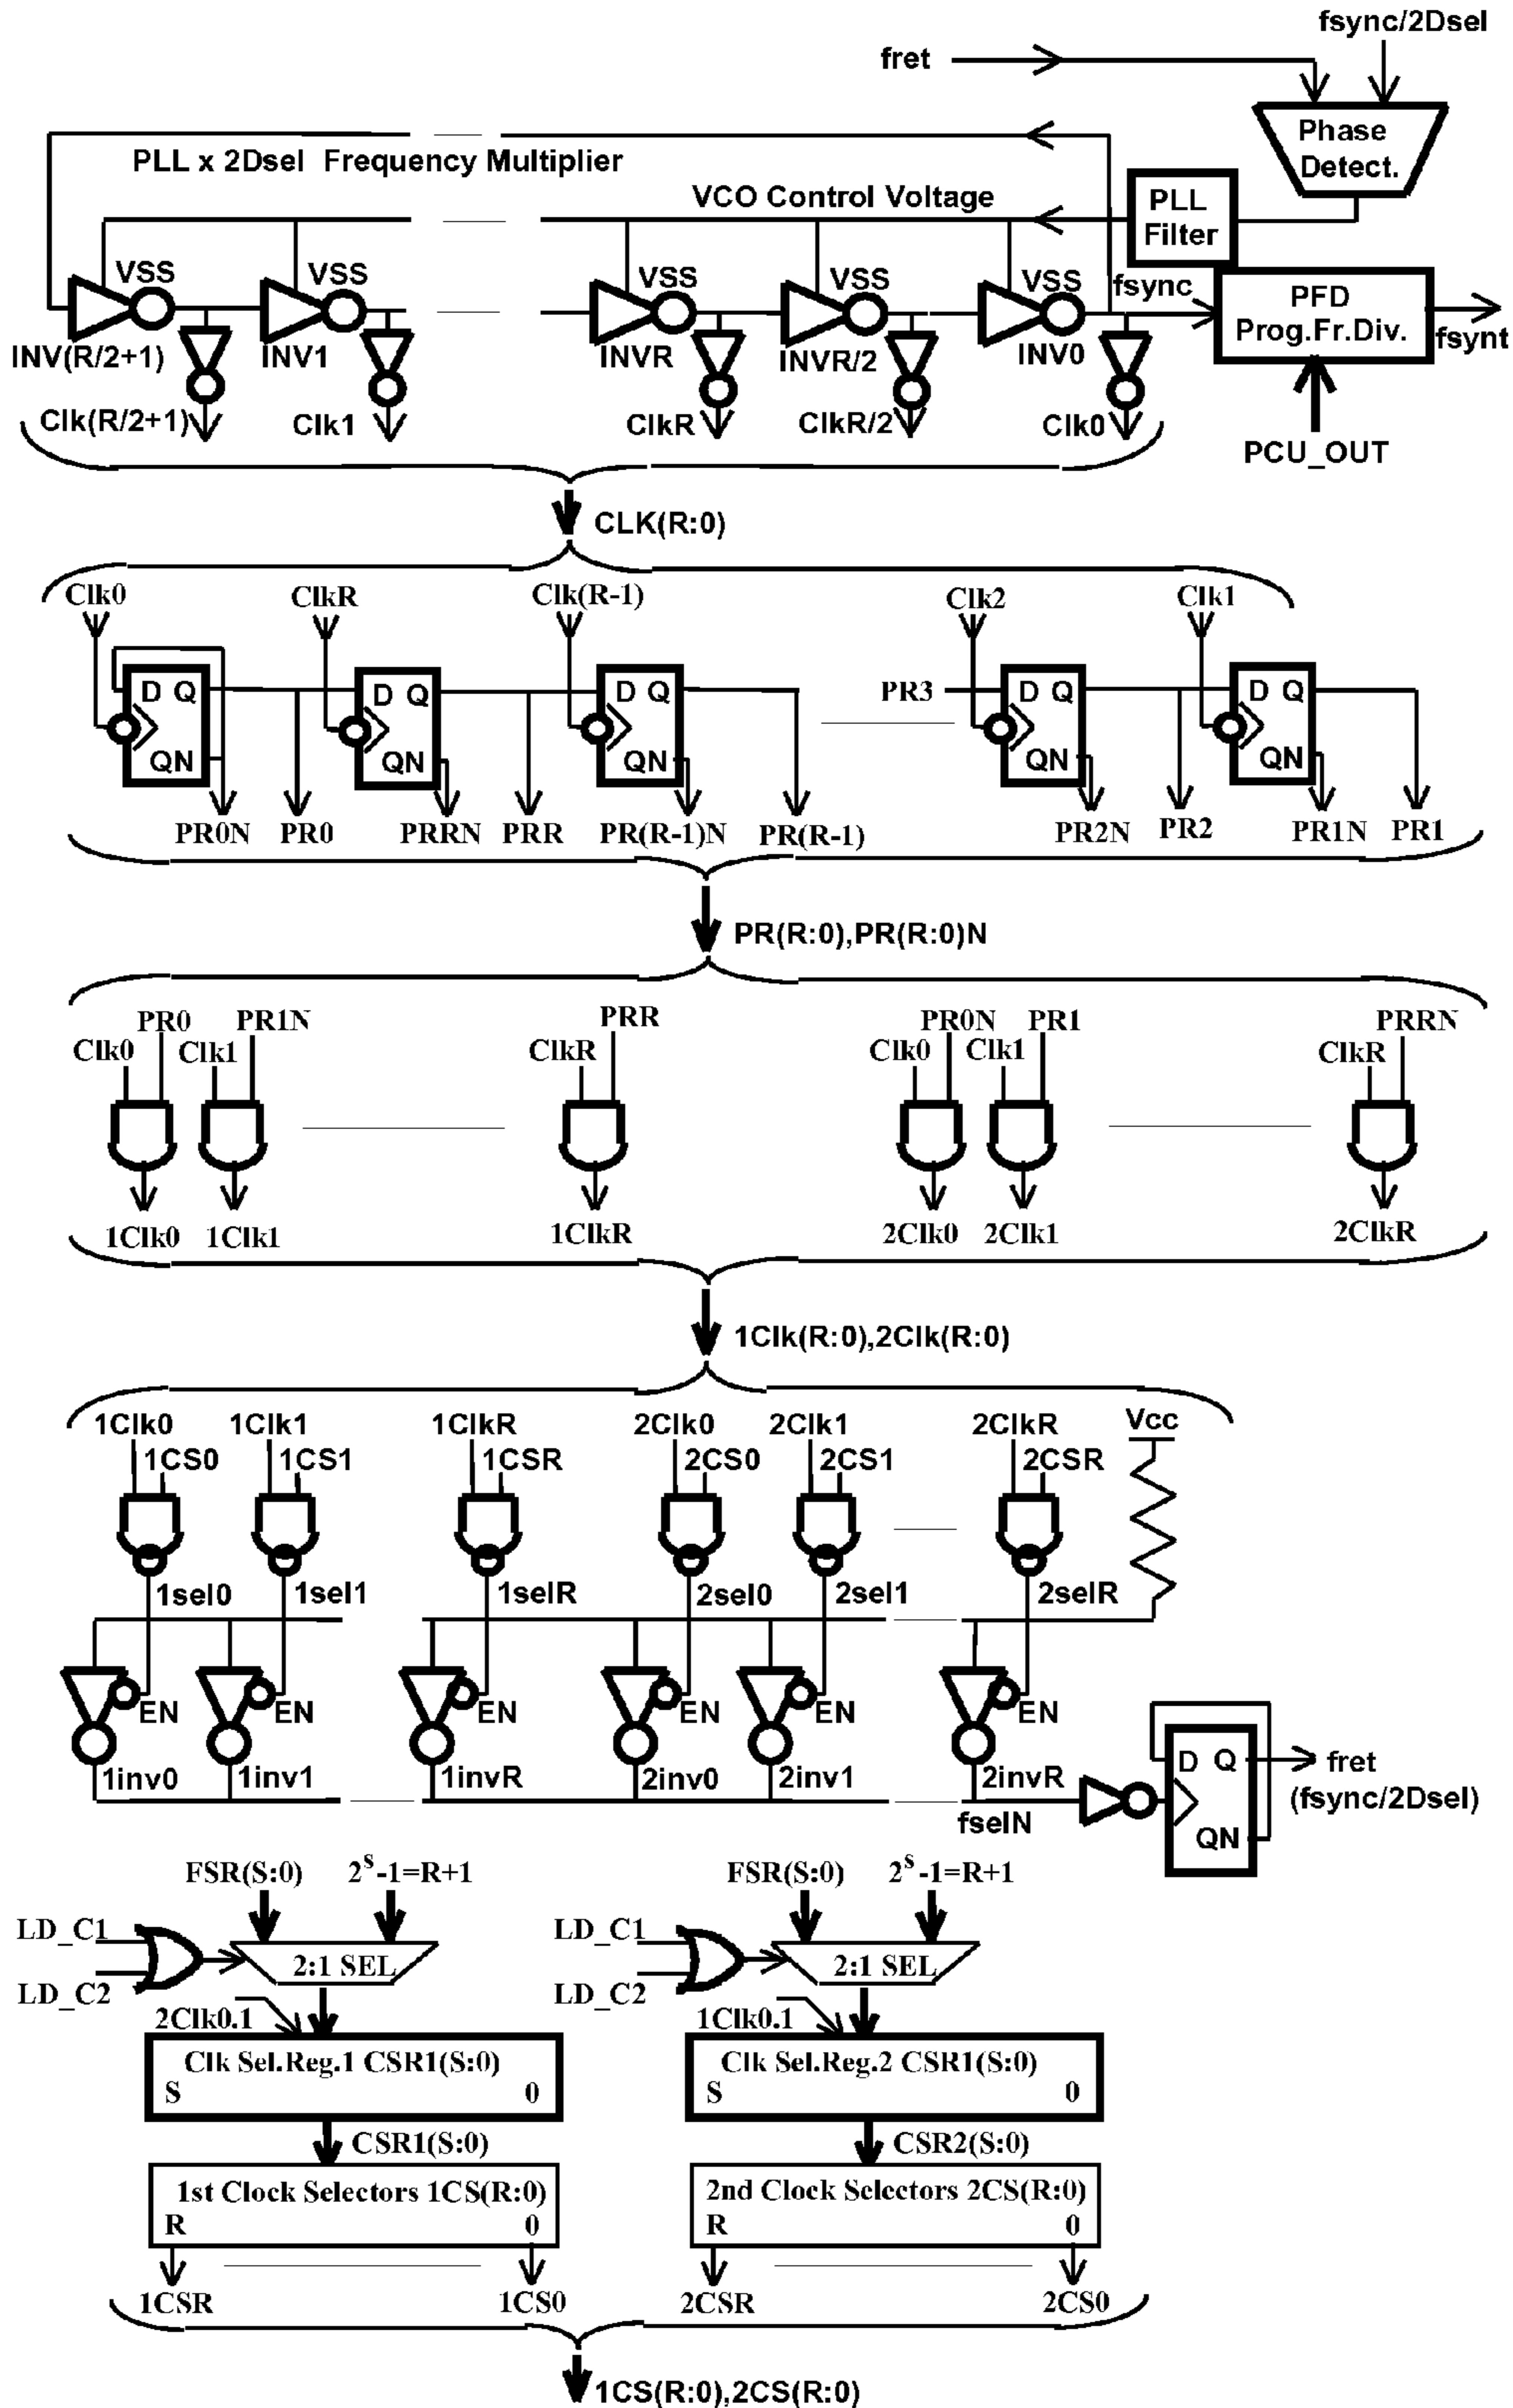 fsync/2Dsel
fret
Phase
Detect.
PLL x 2Dsel Frequency Multiplier
VCO Control Voltage
PLL
Filter
VSS VSS VSS VSS VSS
fsync
PFD
Prog.Fr.Div.
fsynt
INV(R/2+1) INV1 INVR INVR/2 INV0
Clk(R/2+1) Clk1 ClkR ClkR/2 Clk0
PCU_OUT
CLK(R:0)
Clk0 ClkR Clk(R-1) Clk2 Clk1
D Q D Q D Q PR3 D Q D Q
QN QN QN QN QN
PR0N PR0 PRRN PRR PR(R-1)N PR(R-1) PR2N PR2 PR1N PR1
PR(R:0),PR(R:0)N
PR0 PR1N PRR PR0N PR1 PRRN
Clk0 Clk1 ClkR Clk0 Clk1 ClkR
1Clk0 1Clk1 1ClkR 2Clk0 2Clk1 2ClkR
1Clk(R:0),2Clk(R:0)
1Clk0 1Clk1 1ClkR 2Clk0 2Clk1 2ClkR Vcc
1CS0 1CS1 1CSR 2CS0 2CS1 2CSR
1sel0 1sel1 1selR 2sel0 2sel1 2selR
EN EN EN EN EN EN
1inv0 1inv1 1invR 2inv0 2inv1 2invR
D Q
QN
fret
(fsync/2Dsel)
fselN
FSR(S:0) 2^S-1=R+1 FSR(S:0) 2^S-1=R+1
LD_C1 LD_C1
2:1 SEL 2:1 SEL
LD_C2 LD_C2
2Clk0.1 1Clk0.1
Clk Sel.Reg.1 CSR1(S:0) Clk Sel.Reg.2 CSR1(S:0)
S 0 S 0
CSR1(S:0) CSR2(S:0)
1st Clock Selectors 1CS(R:0) 2nd Clock Selectors 2CS(R:0)
R 0 R 0
1CSR 1CS0 2CSR 2CS0
1CS(R:0),2CS(R:0)